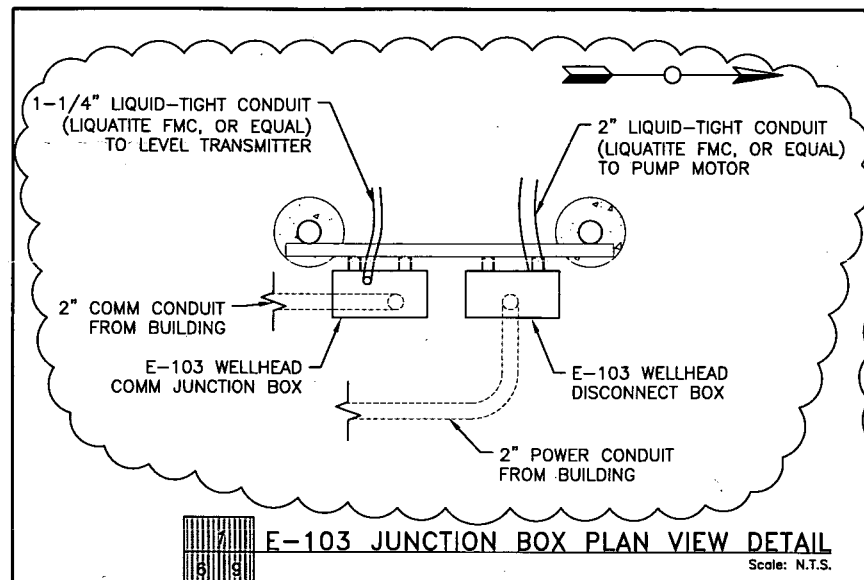 1-1/4" LIQUID-TIGHT CONDUIT
(LIQUATITE FMC, OR EQUAL)
TO LEVEL TRANSMITTER
2" LIQUID-TIGHT CONDUIT
(LIQUATITE FMC, OR EQUAL)
TO PUMP MOTOR
2" COMM CONDUIT
FROM BUILDING
E-103 WELLHEAD
COMM JUNCTION BOX
E-103 WELLHEAD
DISCONNECT BOX
2" POWER CONDUIT
FROM BUILDING
1
6 9
E-103 JUNCTION BOX PLAN VIEW DETAIL
Scale: N.T.S.